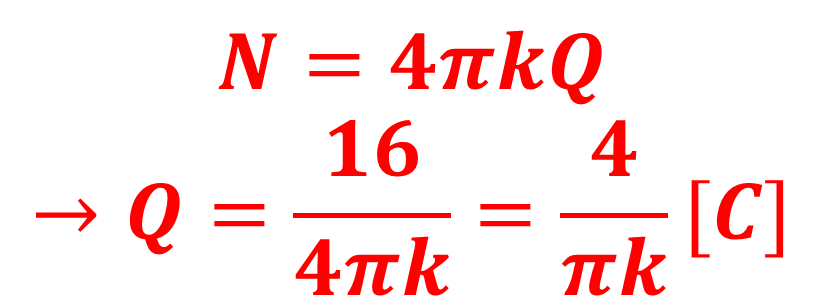 N = 4πkQ
→ Q = 16/4πk = 4/πk [C]